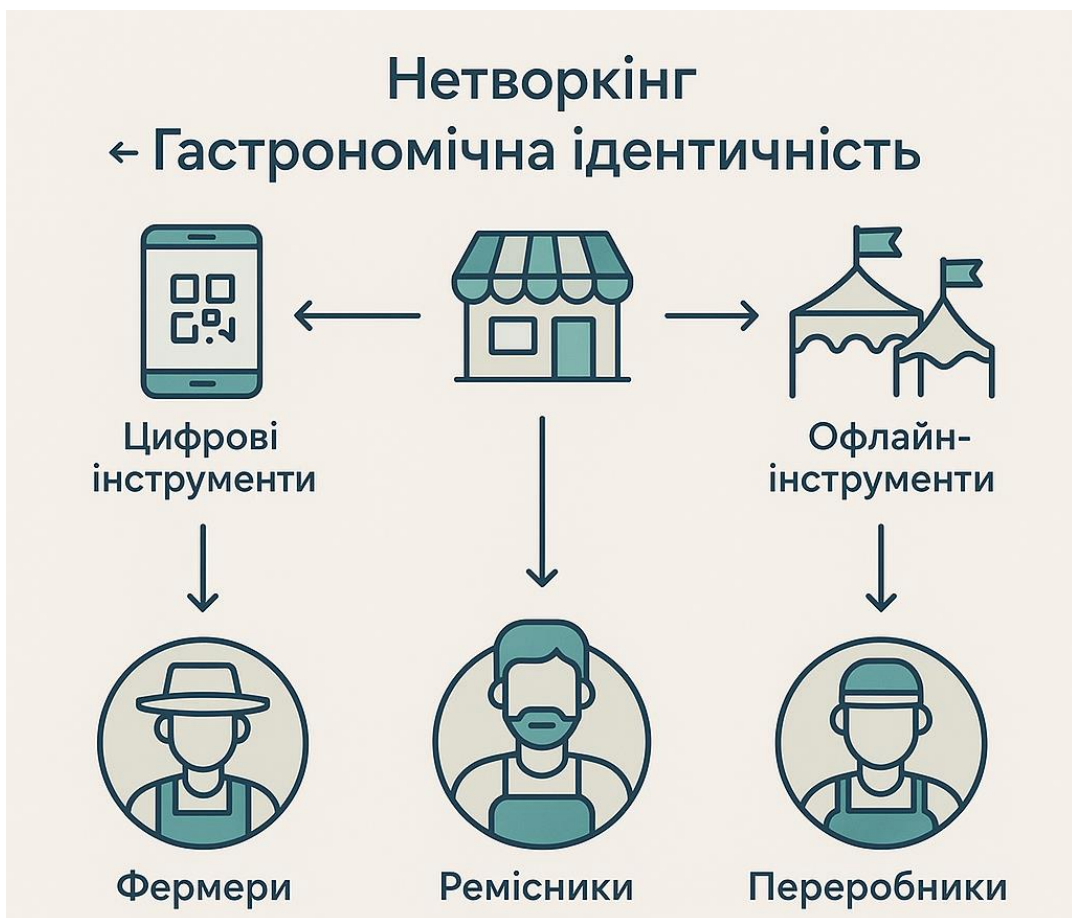 Нетворкінг
← Гастрономічна ідентичність
Цифрові
інструменти
Офлайн-
інструменти
Фермери
Ремісники
Переробники